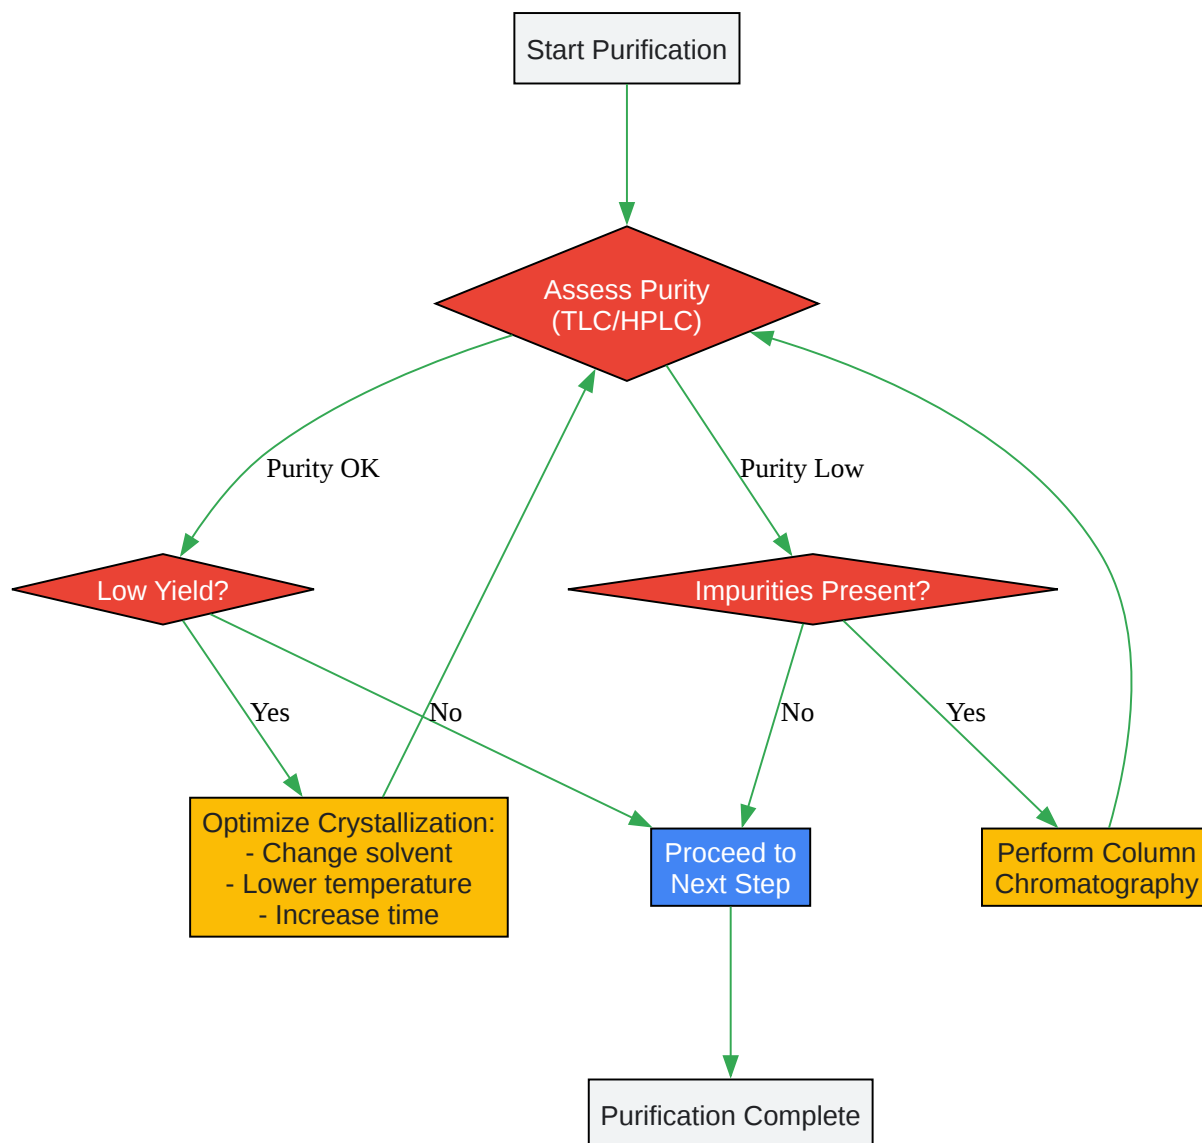 Start Purification
Assess Purity
(TLC/HPLC)
Purity OK
Purity Low
Low Yield?
Impurities Present?
Yes
No
No
Yes
Optimize Crystallization:
- Change solvent
- Lower temperature
- Increase time
Proceed to
Next Step
Perform Column
Chromatography
Purification Complete